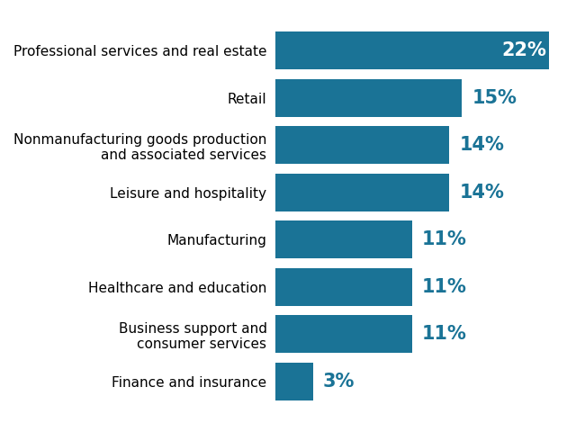 Professional services and real estate 22%
Retail 15%
Nonmanufacturing goods production
and associated services 14%
Leisure and hospitality 14%
Manufacturing 11%
Healthcare and education 11%
Business support and
consumer services 11%
Finance and insurance 3%